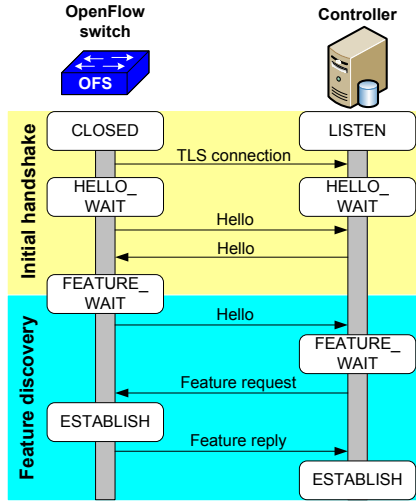 OpenFlow
switch
Controller
OFS
Initial handshake
CLOSED
LISTEN
TLS connection
HELLO_
WAIT
HELLO_
WAIT
Hello
Hello
FEATURE_
WAIT
Feature discovery
Hello
FEATURE_
WAIT
Feature request
ESTABLISH
Feature reply
ESTABLISH